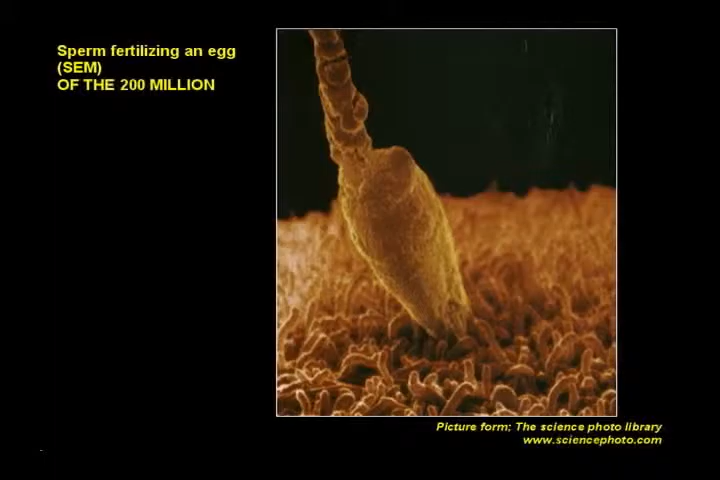 Sperm fertilizing an egg
(SEM)
OF THE 200 MILLION
Picture form; The science photo library
www.sciencephoto.com